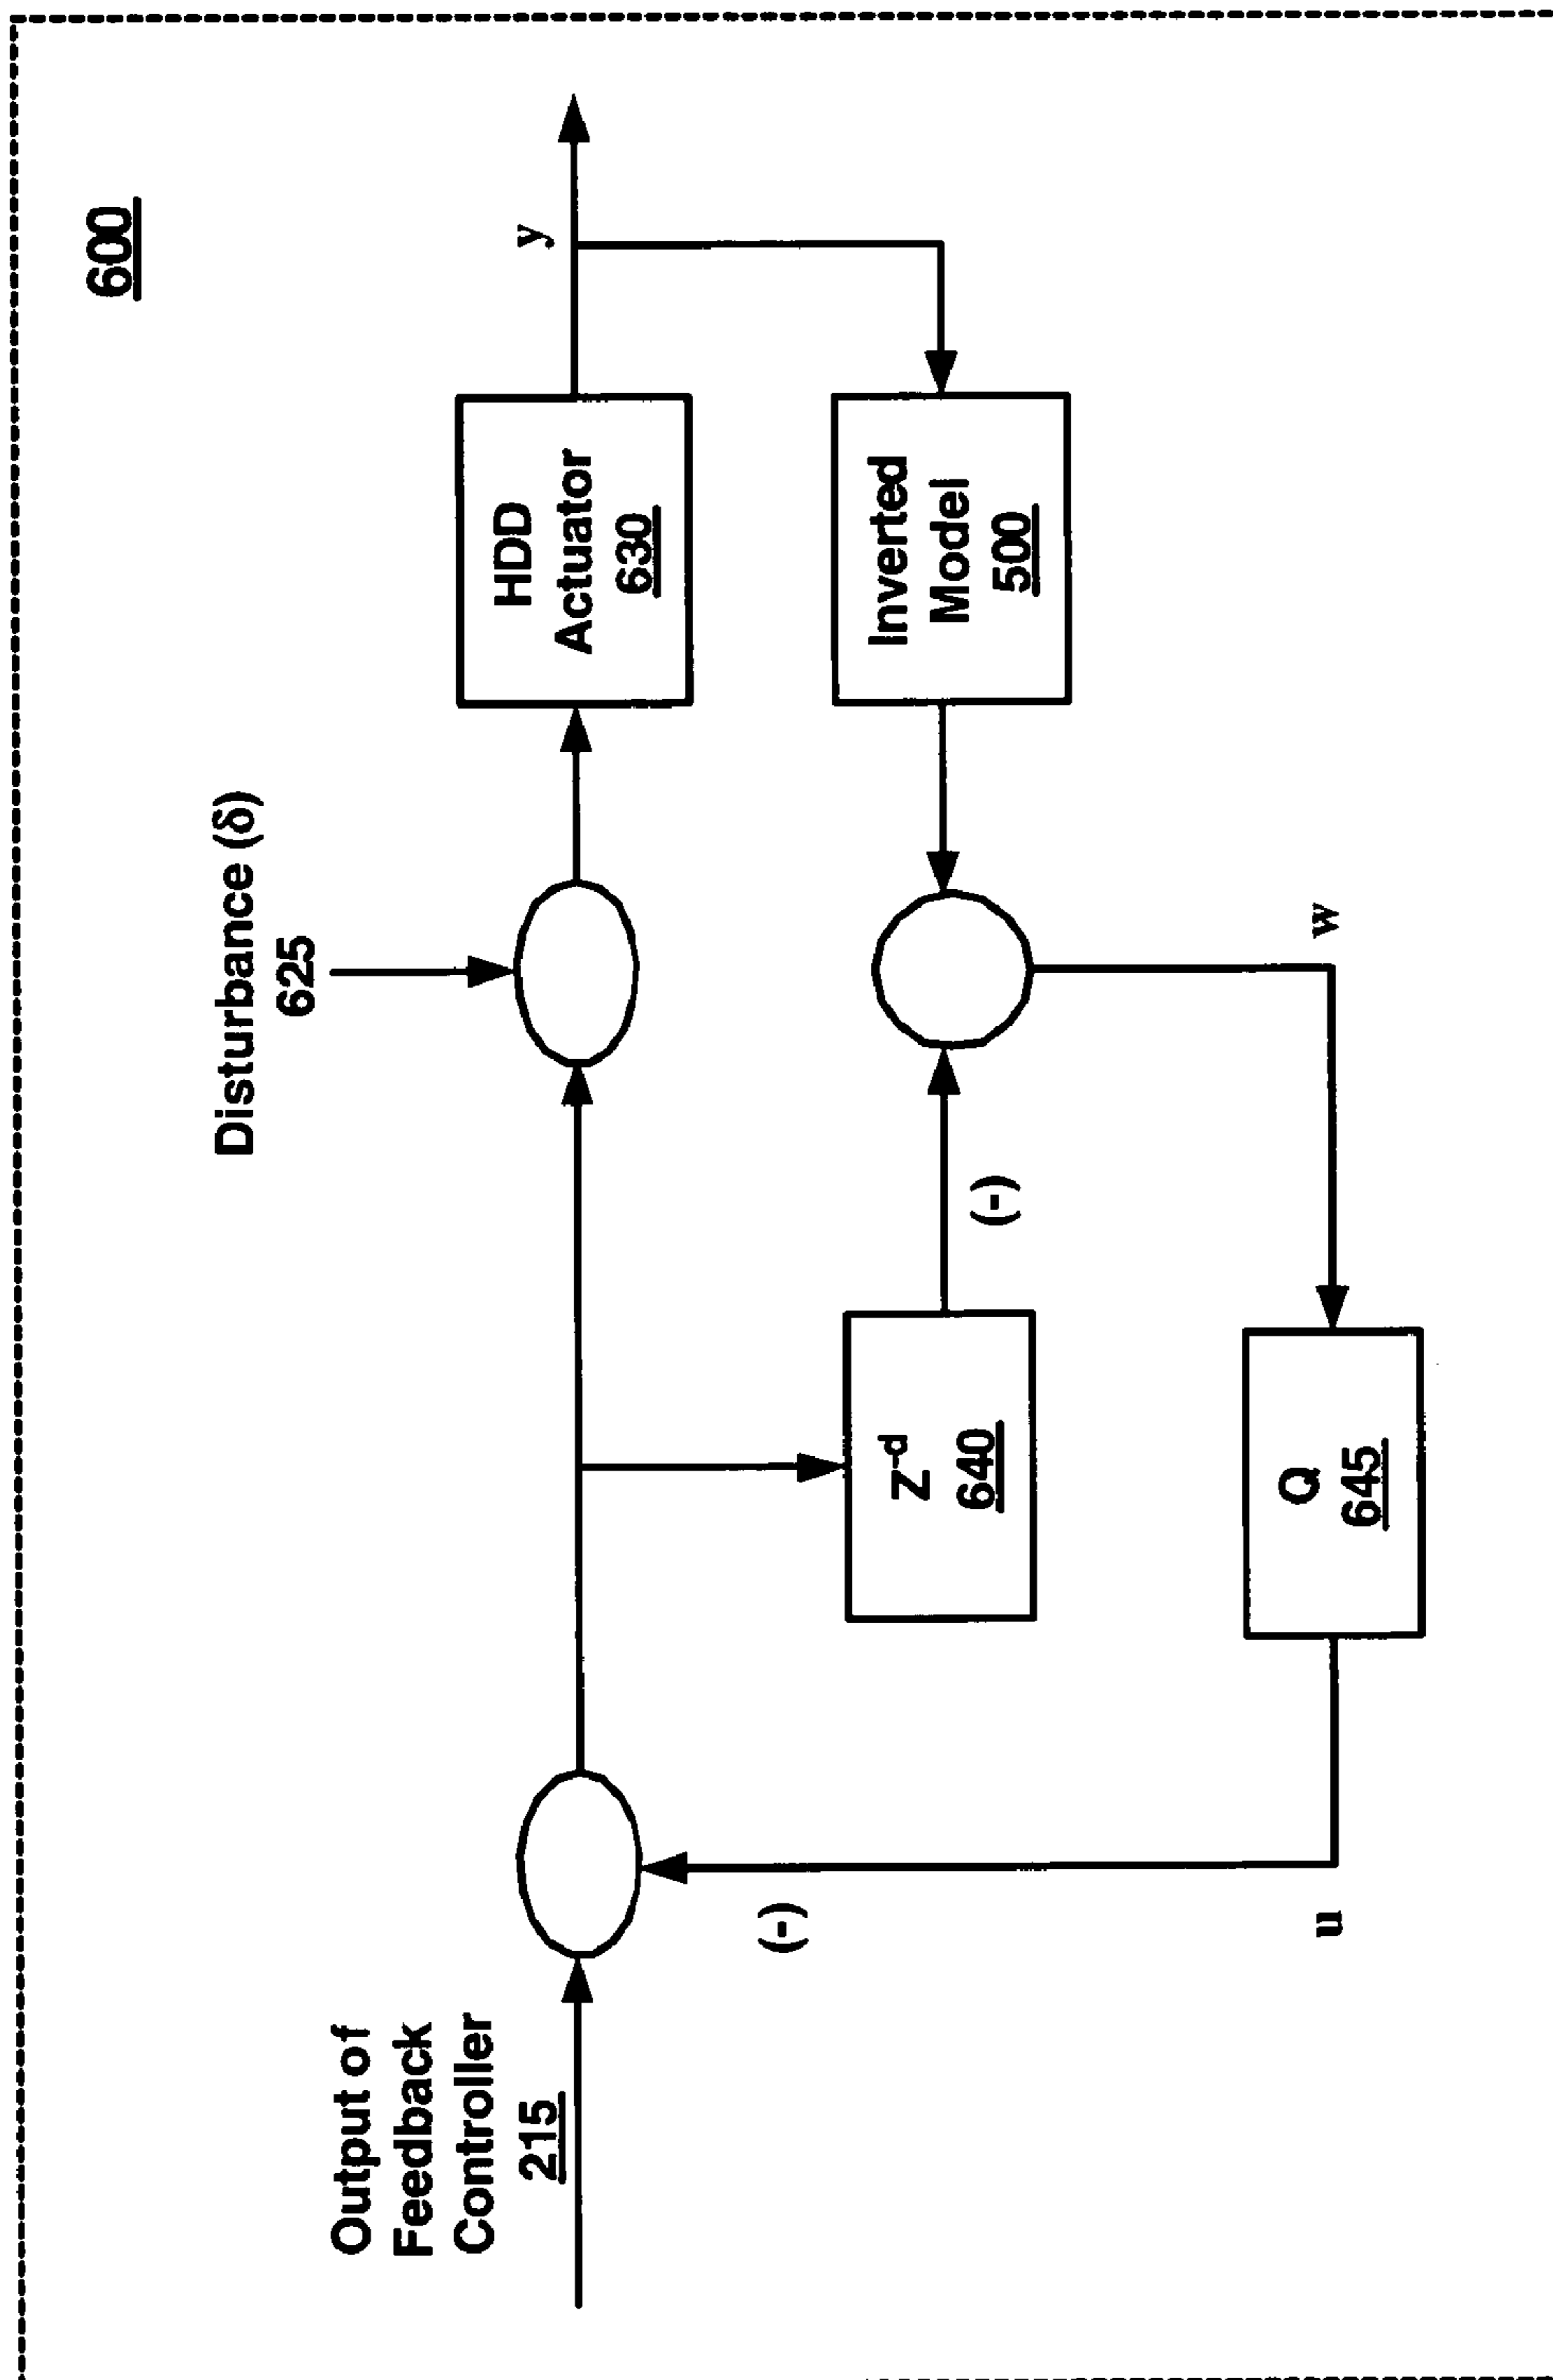 600
Disturbance (δ)
625
Output of
Feedback
Controller
215
(-)
y
HDD
Actuator
630
Z-d
640
(-)
Inverted
Model
500
w
Q
645
u